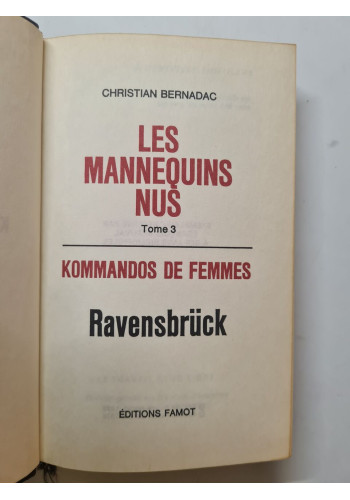 CHRISTIAN BERNADAC
LES
MANNEQUINS
NUS
Tome 3
KOMMANDOS DE FEMMES
Ravensbrück
ÉDITIONS FAMOT